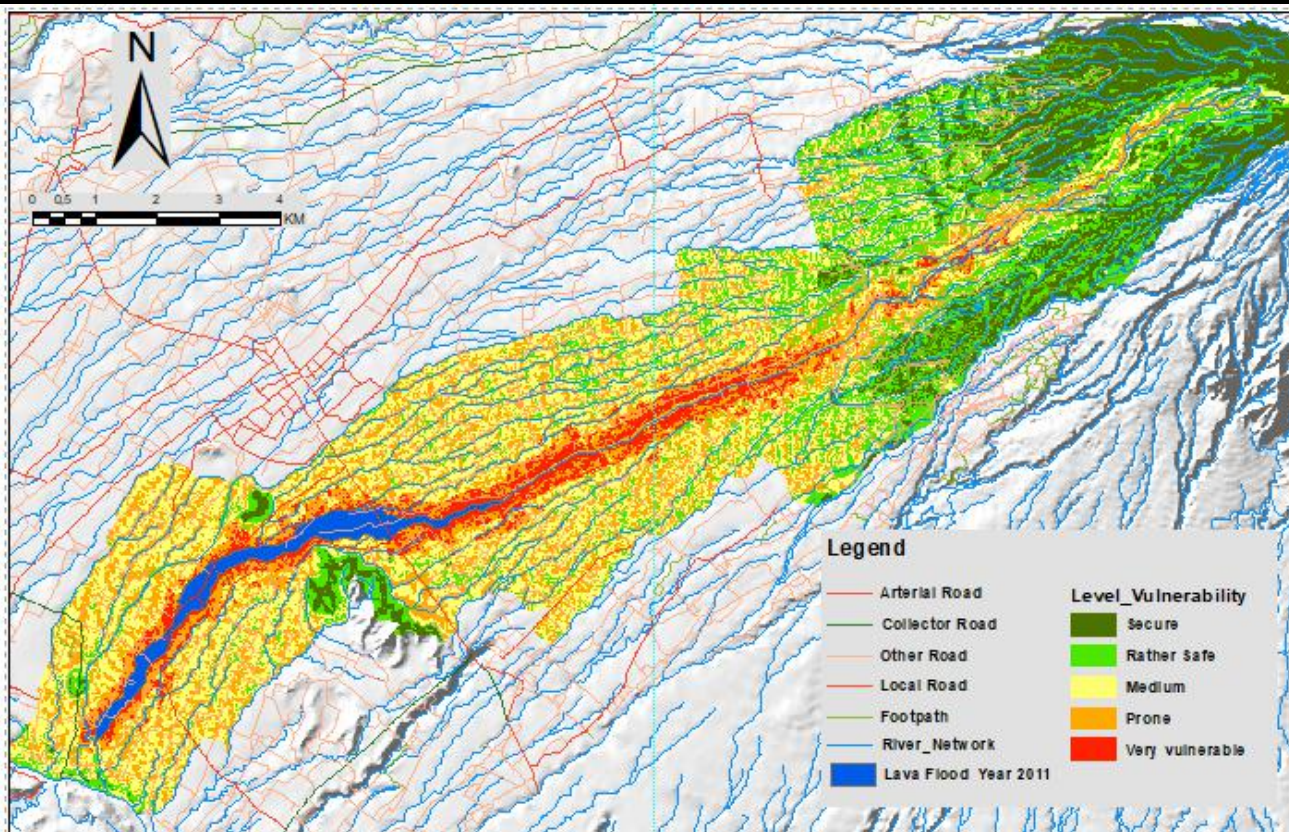 N
0 0,5 1 2 3 4
KM
Legend
Arterial Road
Collector Road
Other Road
Local Road
Footpath
River_Network
Lava Flood Year 2011
Level_Vulnerability
Secure
Rather Safe
Medium
Prone
Very vulnerable